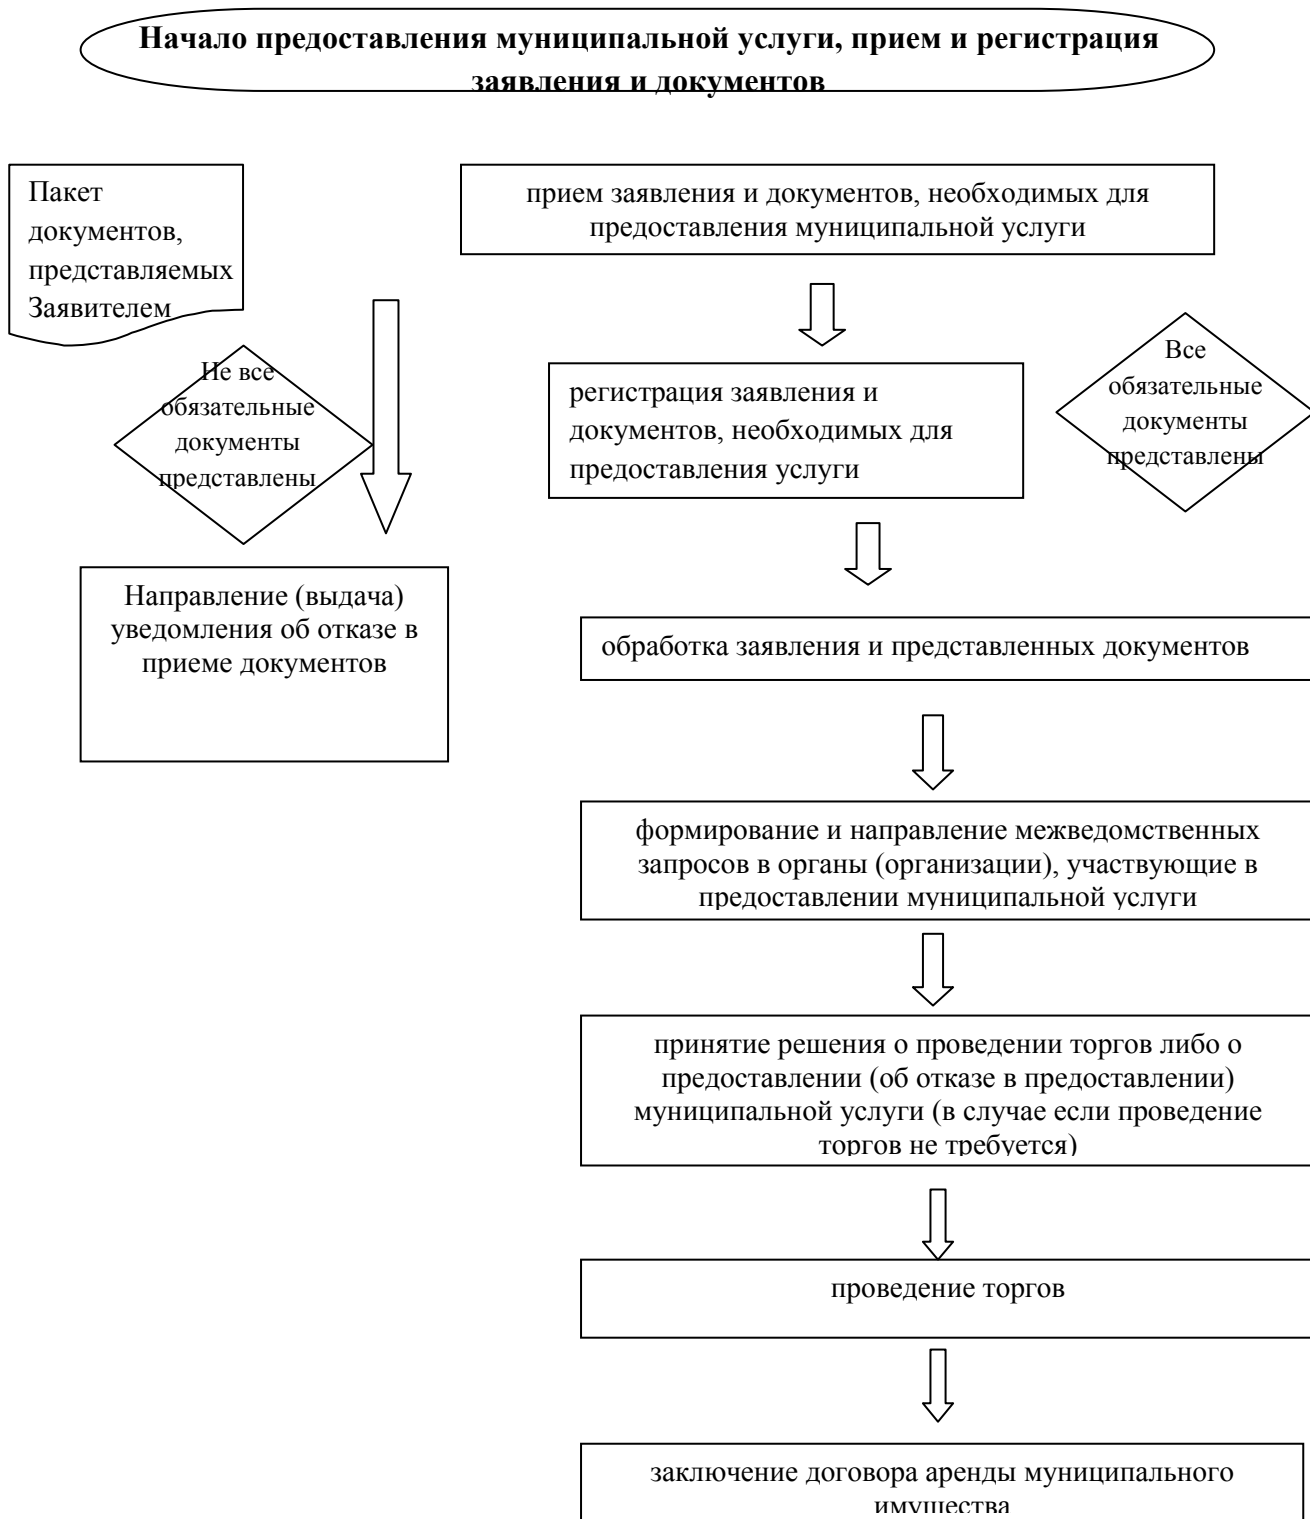 Начало предоставления муниципальной услуги, прием и регистрация
заявления и документов
Пакет
документов,
представляемых
Заявителем
прием заявления и документов, необходимых для
предоставления муниципальной услуги
Не все
обязательные
документы
представлены
регистрация заявления и
документов, необходимых для
предоставления услуги
Все
обязательные
документы
представлены
Направление (выдача)
уведомления об отказе в
приеме документов
обработка заявления и представленных документов
формирование и направление межведомственных
запросов в органы (организации), участвующие в
предоставлении муниципальной услуги
принятие решения о проведении торгов либо о
предоставлении (об отказе в предоставлении)
муниципальной услуги (в случае если проведение
торгов не требуется)
проведение торгов
заключение договора аренды муниципального
имущества